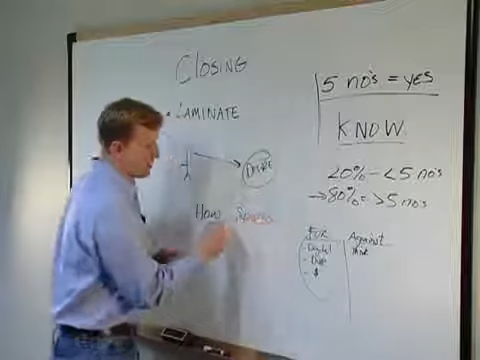 Closing
• Laminate
Desire
How
5 no's = yes
KNOW
20% - <5 no's
→ 80% = >5 no's
For
Against
- $